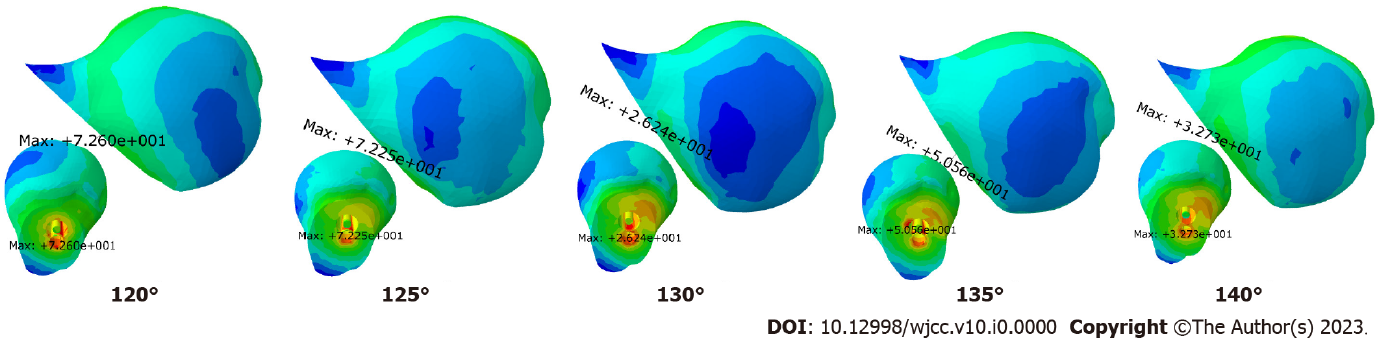 Max: +7.260e+001
Max: +7.260e+001
120°
Max: +7.225e+001
Max: +7.225e+001
125°
Max: +2.624e+001
Max: +2.624e+001
130°
Max: +5.056e+001
Max: +5.056e+001
135°
Max: +3.273e+001
Max: +3.273e+001
140°
DOI: 10.12998/wjcc.v10.i0.0000 Copyright ©The Author(s) 2023.